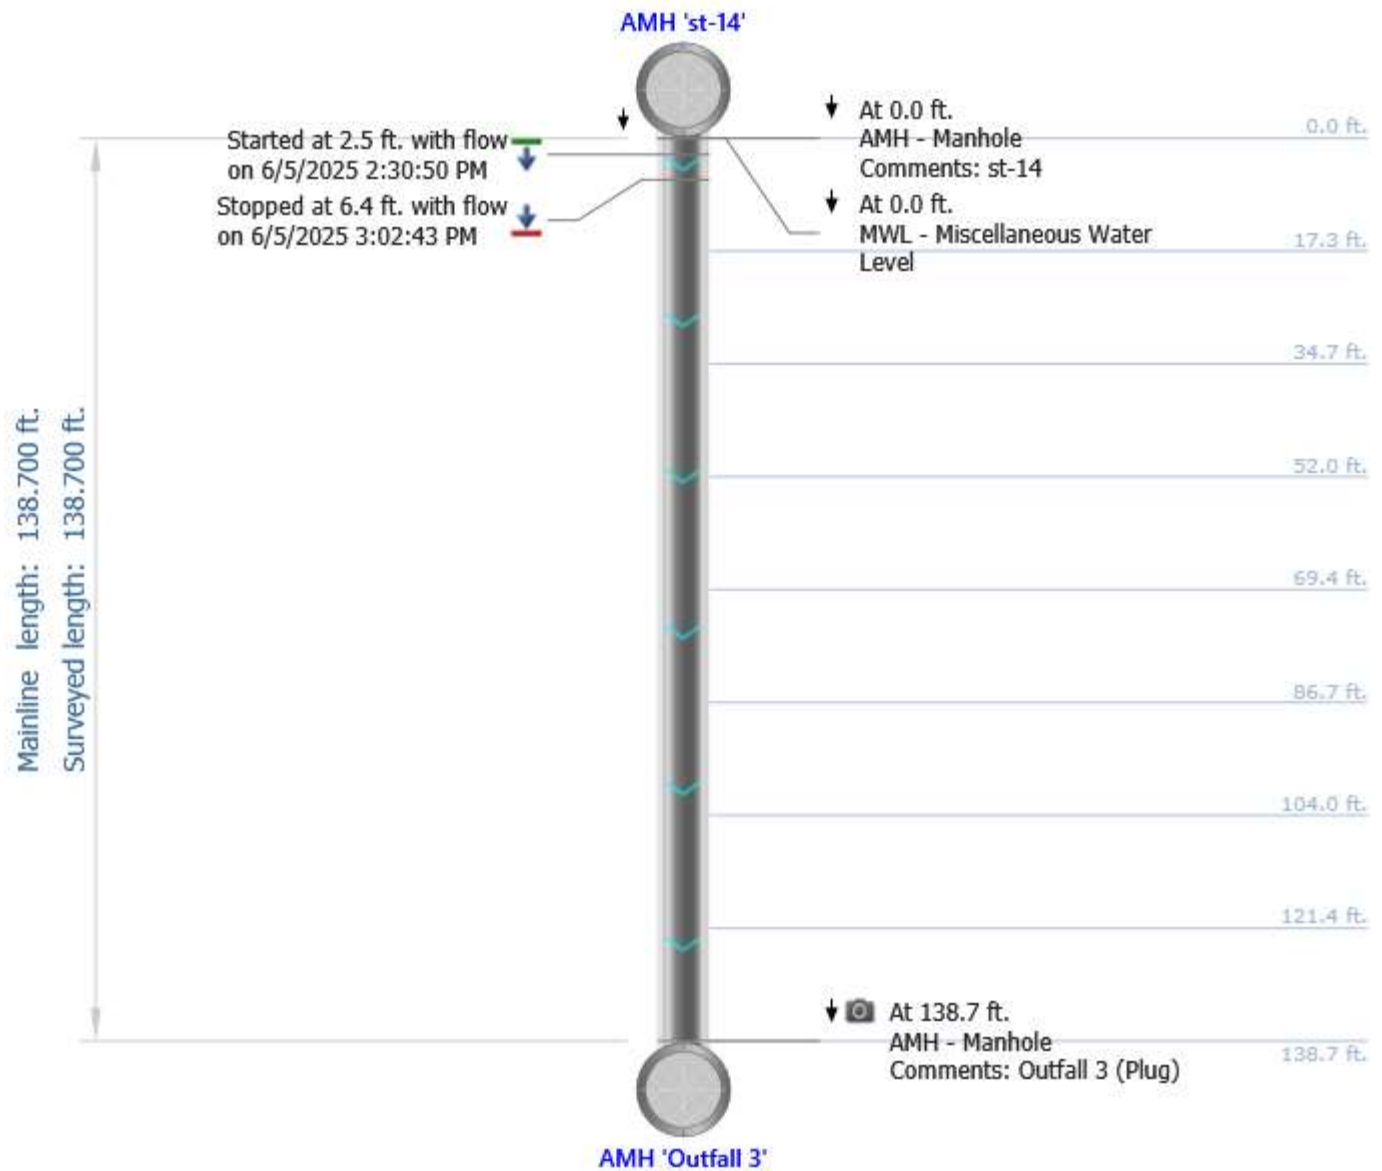 AMH 'st-14'
Started at 2.5 ft. with flow
on 6/5/2025 2:30:50 PM
Stopped at 6.4 ft. with flow
on 6/5/2025 3:02:43 PM
At 0.0 ft.
AMH - Manhole
Comments: st-14
At 0.0 ft.
MWL - Miscellaneous Water
Level
0.0 ft.
17.3 ft.
34.7 ft.
52.0 ft.
69.4 ft.
86.7 ft.
104.0 ft.
121.4 ft.
138.7 ft.
Mainline length: 138.700 ft.
Surveyed length: 138.700 ft.
At 138.7 ft.
AMH - Manhole
Comments: Outfall 3 (Plug)
AMH 'Outfall 3'